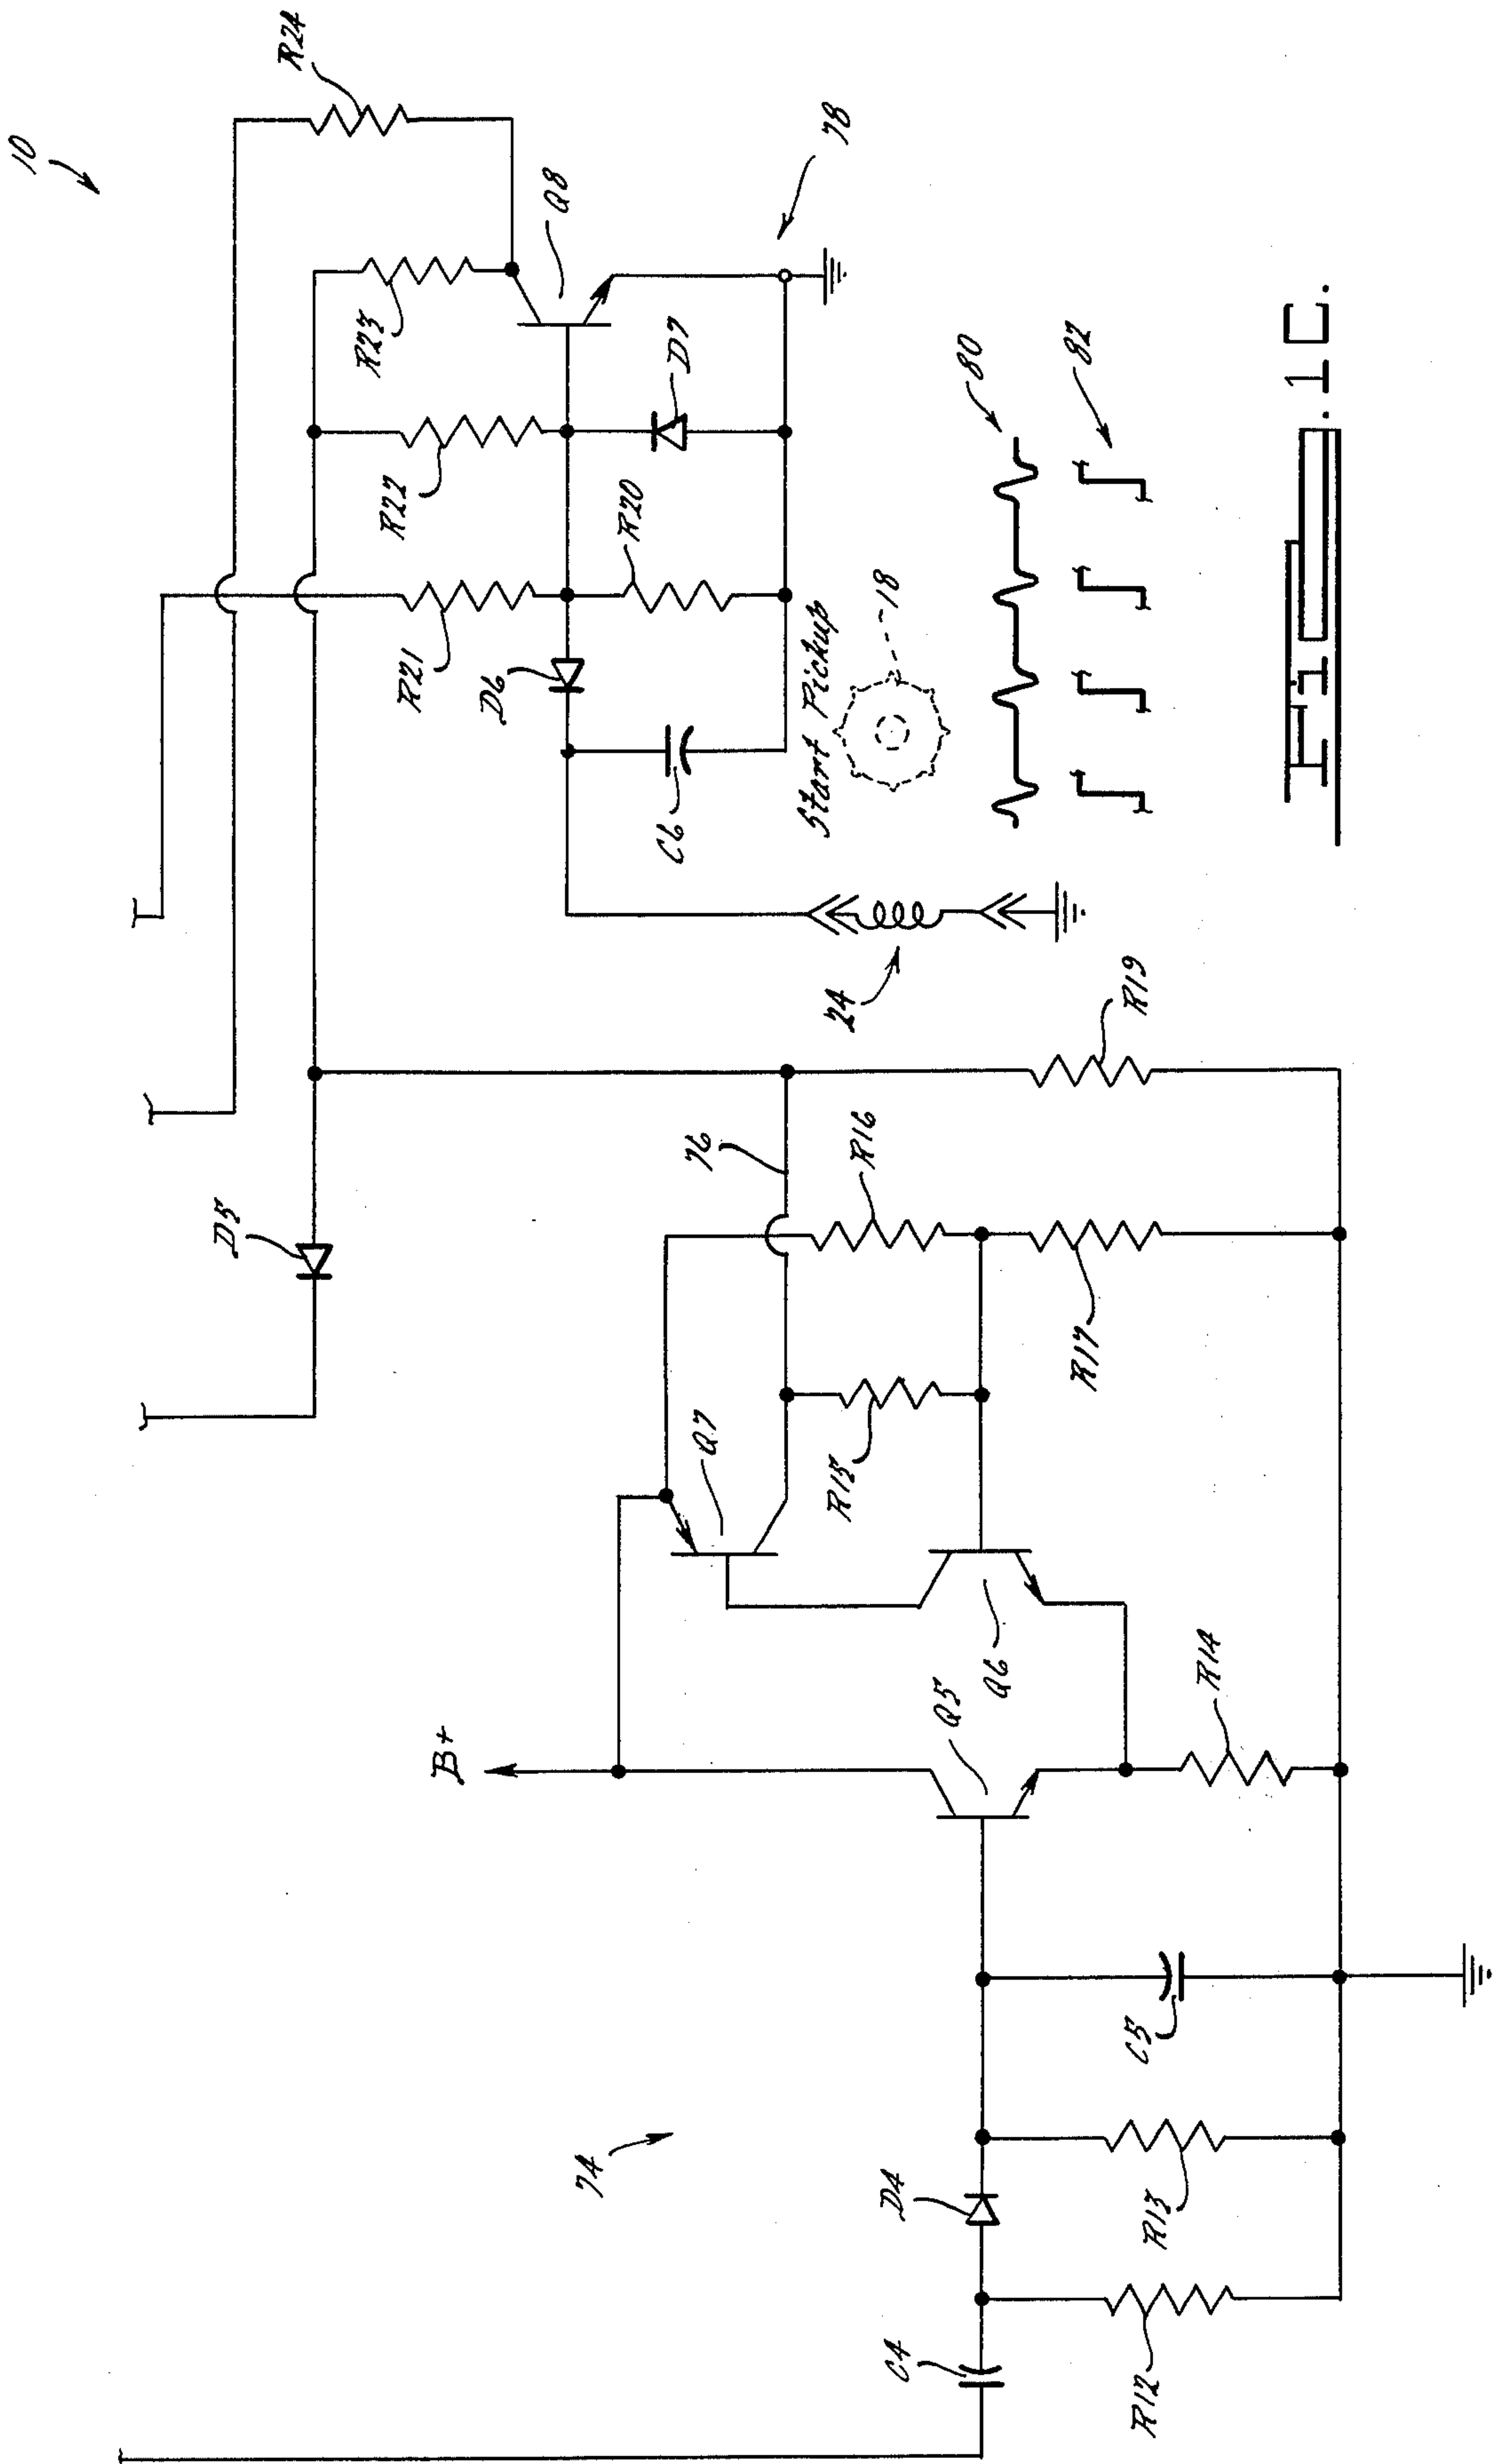 10
R24
R23
Q8
78
R22
D7
80
82
R21
R20
D6
C6
Start Pickup
18
24
Fig. 1C.
D5
76
R16
R19
Q7
R15
R17
B+
Q5
Q6
R14
74
D4
C5
R13
C4
R12